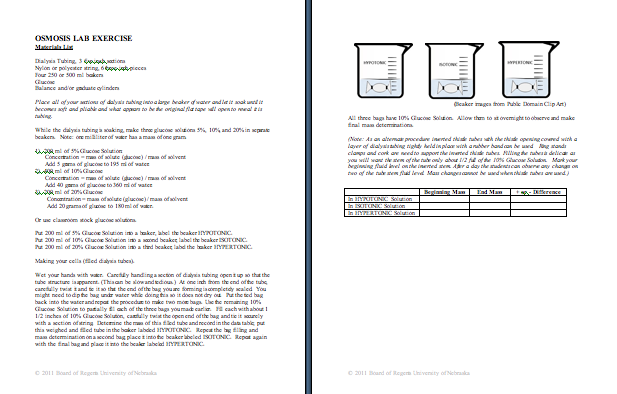 OSMOSIS LAB EXERCISE
Materials List
Dialysis Tubing, 3 sections
Nylon or polyester string, 6 pieces
Four 250 or 500 ml beakers
Glucose
Balance and/or graduate cylinders
Place all of your sections of dialysis tubing into a large beaker of water and let it soak until it
becomes soft and pliable and what appears to be the original flat tape will open to reveal it is
tubing.
While the dialysis tubing is soaking, make three glucose solutions 5%, 10%, and 20% in separate
beakers. Note: one milliliter of water has a mass of one gram.
200 ml of 5% Glucose Solution
Concentration = mass of solute (glucose) / mass of solvent
Add 5 grams of glucose to 195 ml of water.
ml of 10% Glucose Solution
Concentration = mass of solute (glucose) / mass of solvent
Add 40 grams of glucose to 360 ml of water
ml of 20% Glucose Solution
Concentration = mass of solute (glucose) / mass of solvent
Add 20 grams of glucose to 180 ml of water.
Or use classroom stock glucose solutions.
Put 200 ml of 5% Glucose Solution into a beaker, label the beaker HYPOTONIC.
Put 200 ml of 10% Glucose Solution into a second beaker, label the beaker ISOTONIC.
Put 200 ml of 20% Glucose Solution into a third beaker, label the beaker HYPERTONIC.
Making your cells (filled dialysis tubes).
Wet your hands with water. Carefully handling a section of dialysis tubing open it up so that the
tube structure is apparent. (This can be slow and tedious.) At one inch from the end of the tube,
carefully twist it and tie it so that the end of the bag you are forming is completely sealed. You
might need to dip the bag under water while doing this so it does not dry out. Put the tied bag
back into the water and repeat the procedure to make two more bags. Use the remaining 10%
Glucose Solution to partially fill each of the three bags you made earlier. Fill each with about 1
1/2 inches of 10% Glucose Solution, carefully twist the open end of the bag and tie it securely
with a section of string. Determine the mass of this filled tube and record in the data table, put
this weighed and filled tube in the beaker labeled HYPOTONIC. Repeat the bag filling and
mass determination on a second bag place it into the beaker labeled ISOTONIC. Repeat again
with the final bag and place it into the beaker labeled HYPERTONIC.
© 2011 Board of Regents University of Nebraska
HYPOTONIC ISOTONIC HYPERTONIC
(Beaker images from Public Domain Clip Art)
All three bags have 10% Glucose Solution. Allow them to sit overnight to observe and make
final mass determinations.
(Note: As an alternate procedure inverted thistle tubes with the thistle opening covered with a
layer of dialysis tubing tightly held in place with a rubber band can be used. Ring stands
clamps and cork are needed to support the inverted thistle tubes. Filling the tubes is delicate as
you will want the stem of the tube only about 1/2 full of the 10% Glucose Solution. Mark your
beginning fluid level on the inverted stem. After a day the students can observe any change on
two of the tube stem fluid level. Mass changes cannot be used when thistle tubes are used.)
Beginning Mass End Mass + or - Difference
In HYPOTONIC Solution
In ISOTONIC Solution
In HYPERTONIC Solution
© 2011 Board of Regents University of Nebraska